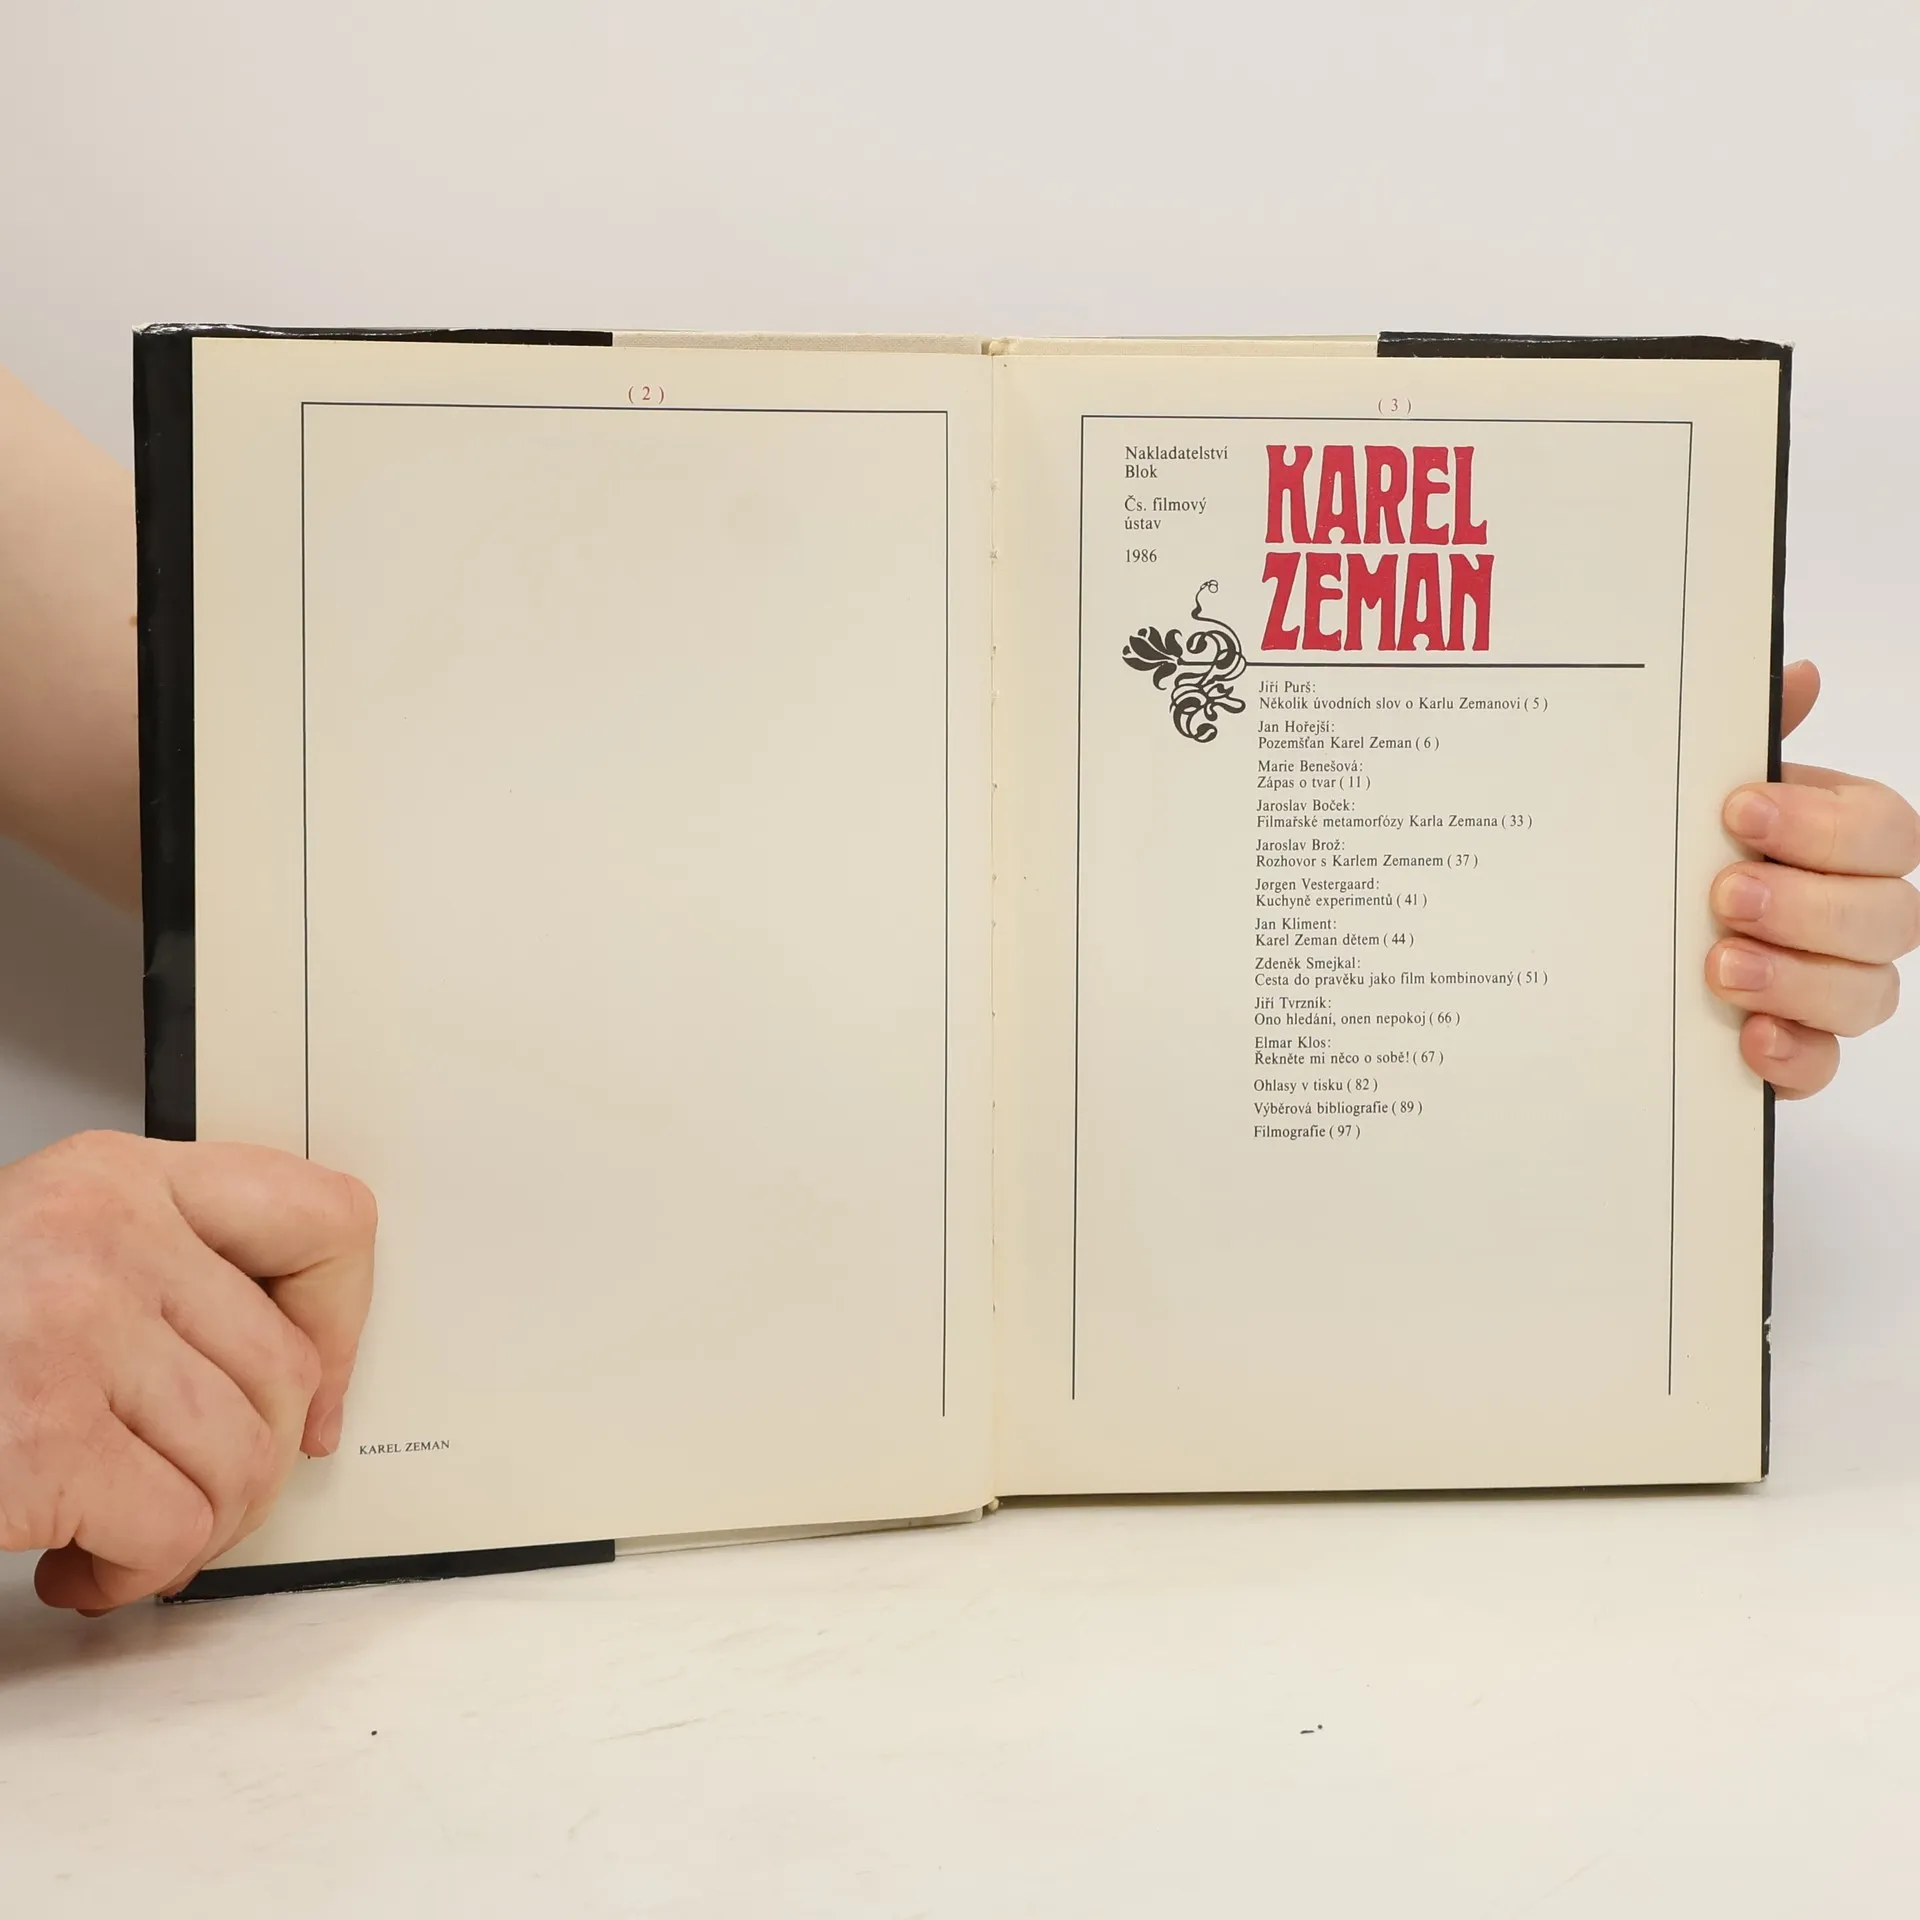 ( 2 )
KAREL ZEMAN
( 3 )
Nakladatelství
Blok
Čs. filmový
ústav
1986
KAREL
ZEMAN
Jiří Purš:
Několik úvodních slov o Karlu Zemanovi ( 5 )
Jan Hořejší:
Pozemšťan Karel Zeman ( 6 )
Marie Benešová:
Zápas o tvar ( 11 )
Jaroslav Boček:
Filmařské metamorfózy Karla Zemana ( 33 )
Jaroslav Brož:
Rozhovor s Karlem Zemanem ( 37 )
Jørgen Vestergaard:
Kuchyně experimentů ( 41 )
Jan Kliment:
Karel Zeman dětem ( 44 )
Zdeněk Smejkal:
Cesta do pravěku jako film kombinovaný ( 51 )
Jiří Tvrzník:
Ono hledání, onen nepokoj ( 66 )
Elmar Klos:
Řekněte mi něco o sobě! ( 67 )
Ohlasy v tisku ( 82 )
Výběrová bibliografie ( 89 )
Filmografie ( 97 )